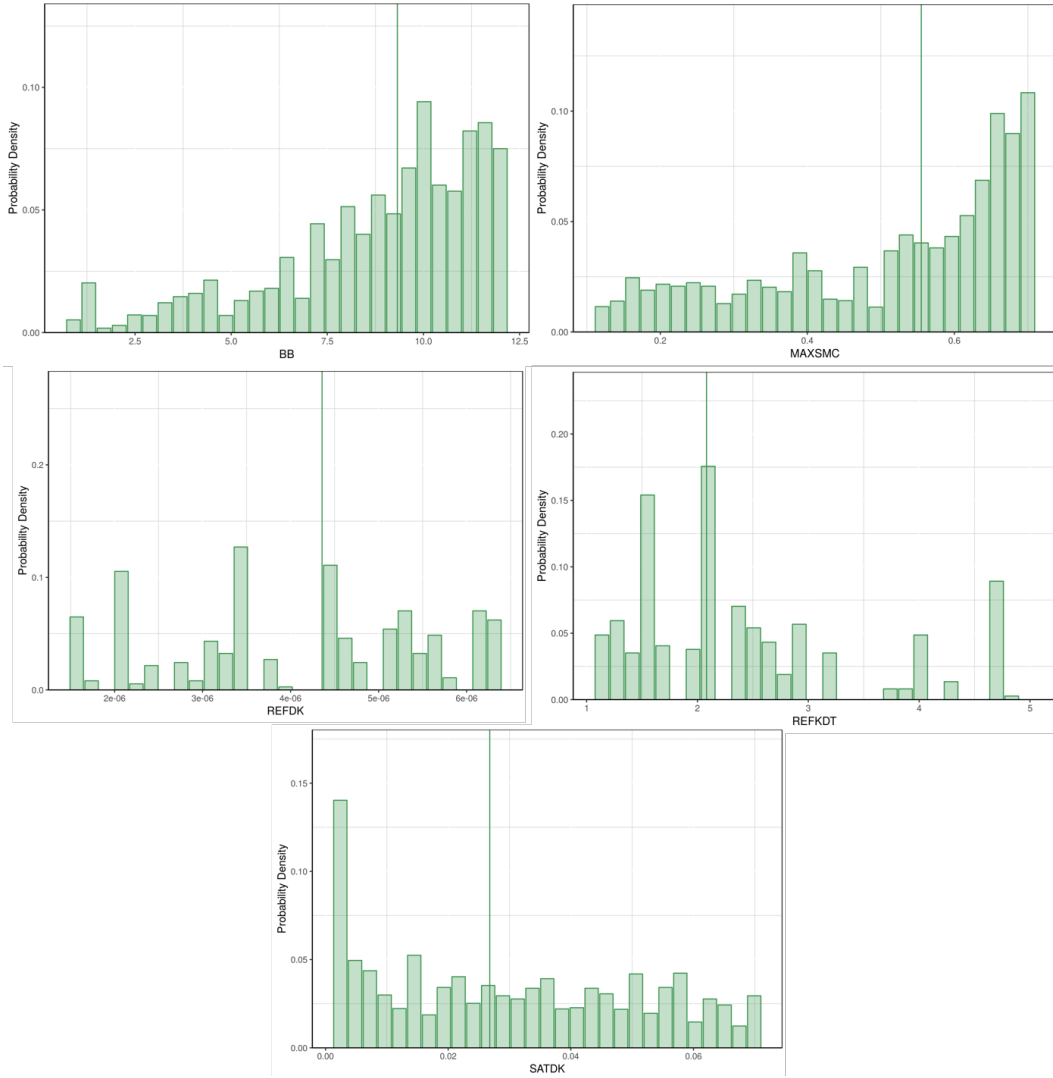 Probability Density
0.10
0.05
0.00
2.5 5.0 7.5 10.0 12.5
BB
Probability Density
0.10
0.05
0.00
0.2 0.4 0.6
MAXSMC
Probability Density
0.2
0.1
0.0
2e-06 3e-06 4e-06 5e-06 6e-06
REFDK
Probability Density
0.20
0.15
0.10
0.05
0.00
1 2 3 4 5
REFKDT
Probability Density
0.15
0.10
0.05
0.00
0.00 0.02 0.04 0.06
SATDK